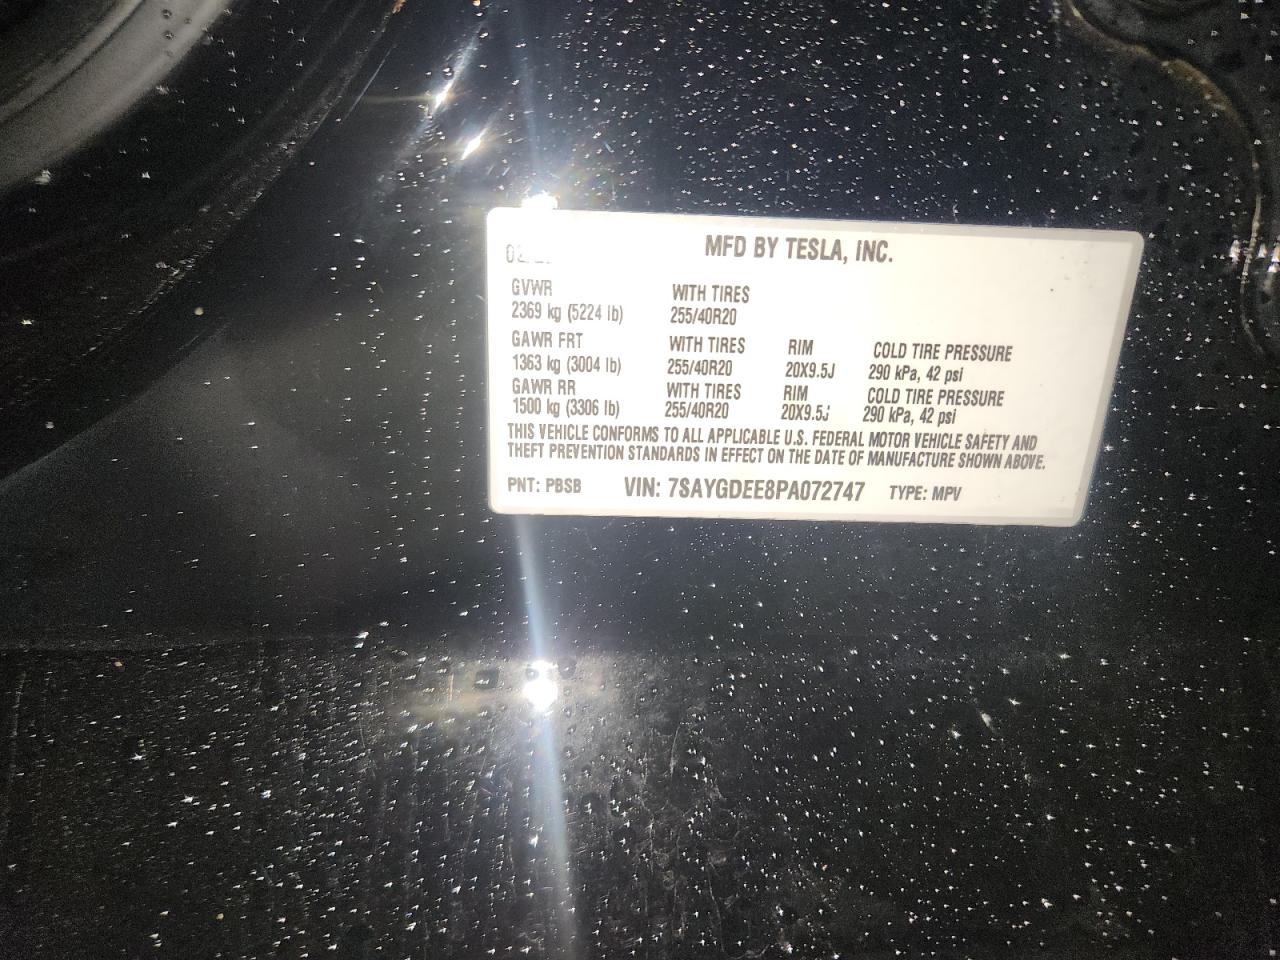 MFD BY TESLA, INC.
GVWR WITH TIRES
2369 kg (5224 lb) 255/40R20
GAWR FRT WITH TIRES RIM COLD TIRE PRESSURE
1363 kg (3004 lb) 255/40R20 20X9.5J 290 kPa, 42 psi
GAWR RR WITH TIRES RIM COLD TIRE PRESSURE
1500 kg (3306 lb) 255/40R20 20X9.5J 290 kPa, 42 psi
THIS VEHICLE CONFORMS TO ALL APPLICABLE U.S. FEDERAL MOTOR VEHICLE SAFETY AND
THEFT PREVENTION STANDARDS IN EFFECT ON THE DATE OF MANUFACTURE SHOWN ABOVE.
PNT: PBSB VIN: 7SAYGDEE8PA072747 TYPE: MPV